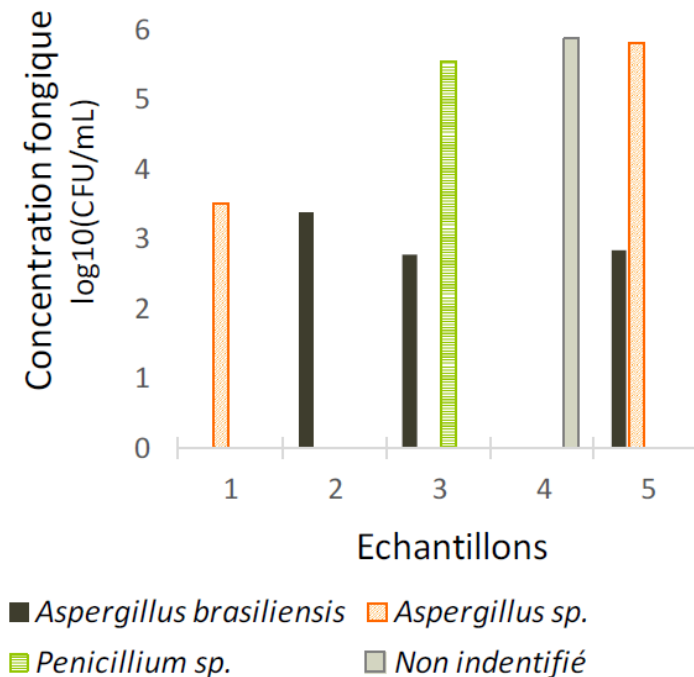 Concentration fongique
log10(CFU/mL)
6
5
4
3
2
1
0
1 2 3 4 5
Echantillons
Aspergillus brasiliensis Aspergillus sp.
Penicillium sp. Non indentifié